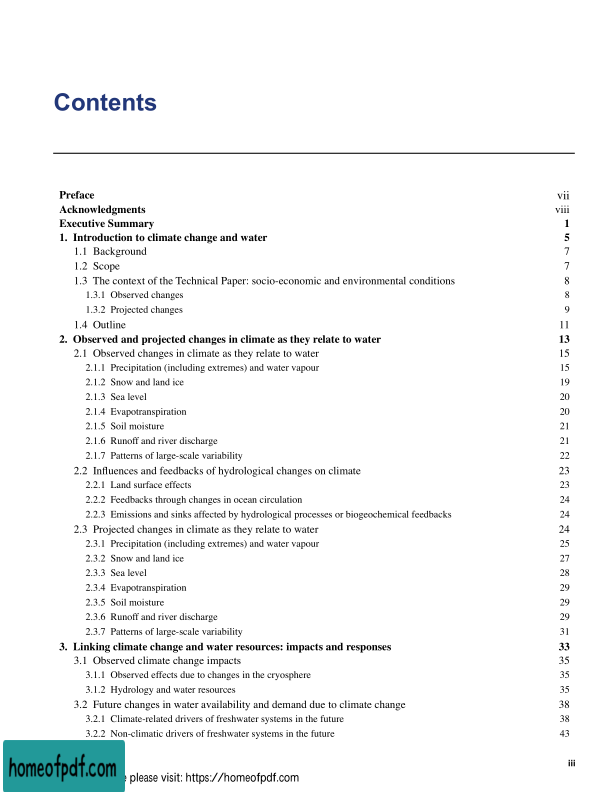 Contents
Preface vii
Acknowledgments viii
Executive Summary 1
1. Introduction to climate change and water 5
1.1 Background 7
1.2 Scope 7
1.3 The context of the Technical Paper: socio-economic and environmental conditions 8
1.3.1 Observed changes 8
1.3.2 Projected changes 9
1.4 Outline 11
2. Observed and projected changes in climate as they relate to water 13
2.1 Observed changes in climate as they relate to water 15
2.1.1 Precipitation (including extremes) and water vapour 15
2.1.2 Snow and land ice 19
2.1.3 Sea level 20
2.1.4 Evapotranspiration 20
2.1.5 Soil moisture 21
2.1.6 Runoff and river discharge 21
2.1.7 Patterns of large-scale variability 22
2.2 Influences and feedbacks of hydrological changes on climate 23
2.2.1 Land surface effects 23
2.2.2 Feedbacks through changes in ocean circulation 24
2.2.3 Emissions and sinks affected by hydrological processes or biogeochemical feedbacks 24
2.3 Projected changes in climate as they relate to water 24
2.3.1 Precipitation (including extremes) and water vapour 25
2.3.2 Snow and land ice 27
2.3.3 Sea level 28
2.3.4 Evapotranspiration 29
2.3.5 Soil moisture 29
2.3.6 Runoff and river discharge 29
2.3.7 Patterns of large-scale variability 31
3. Linking climate change and water resources: impacts and responses 33
3.1 Observed climate change impacts 35
3.1.1 Observed effects due to changes in the cryosphere 35
3.1.2 Hydrology and water resources 35
3.2 Future changes in water availability and demand due to climate change 38
3.2.1 Climate-related drivers of freshwater systems in the future 38
3.2.2 Non-climatic drivers of freshwater systems in the future 43
iii
homeofpdf.com
please visit: https://homeofpdf.com